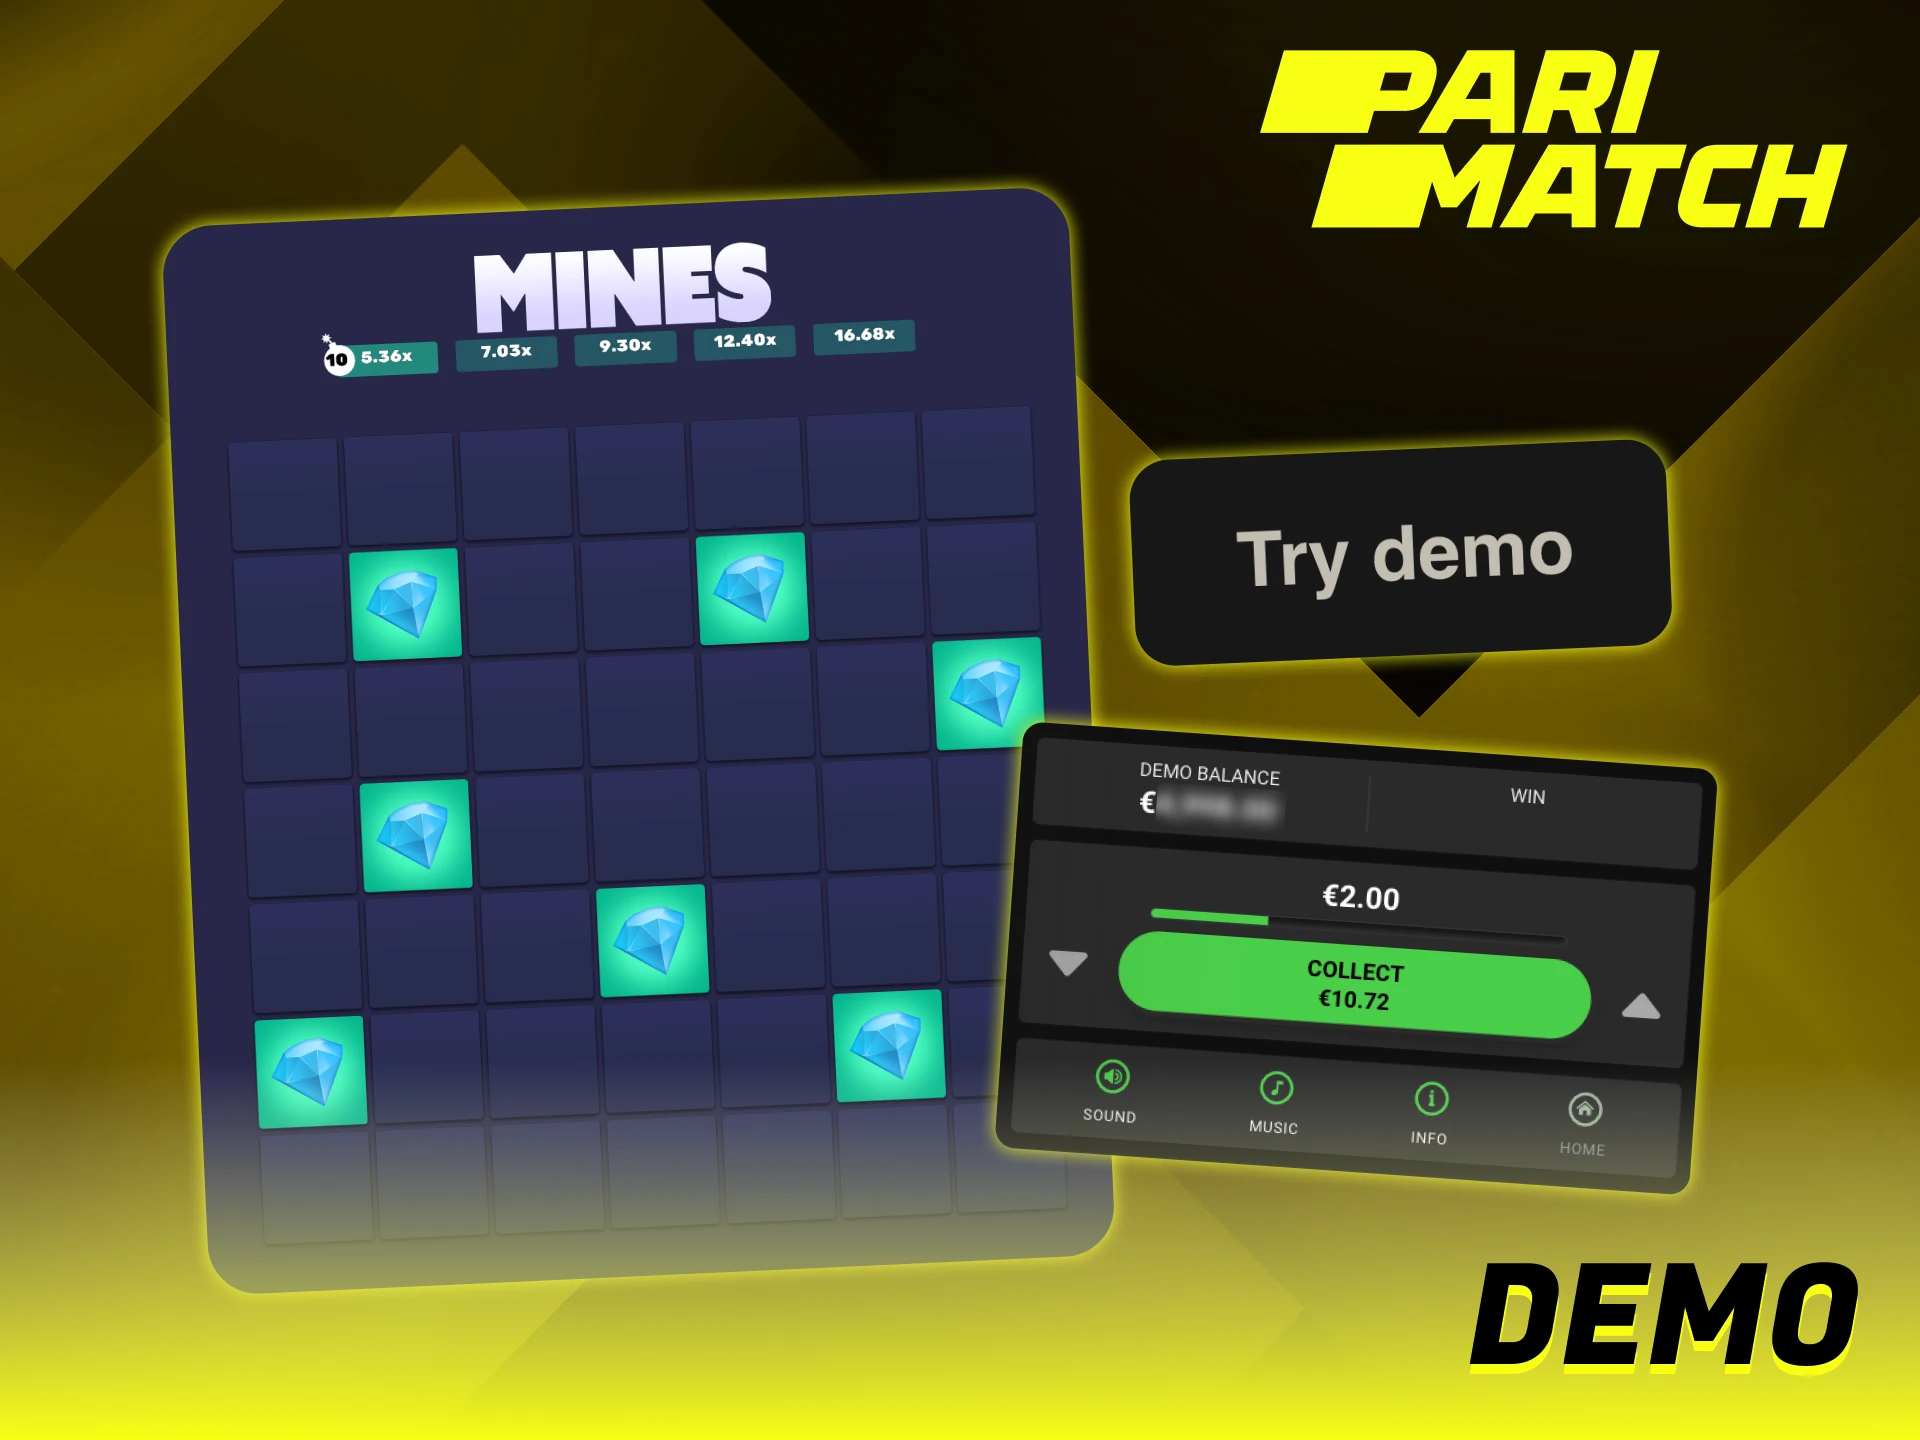 PARI
MATCH
MINES
10 5.36x 7.03x 9.30x 12.40x 16.68x
Try demo
DEMO BALANCE
€
WIN
€2.00
COLLECT
€10.72
SOUND MUSIC INFO HOME
DEMO